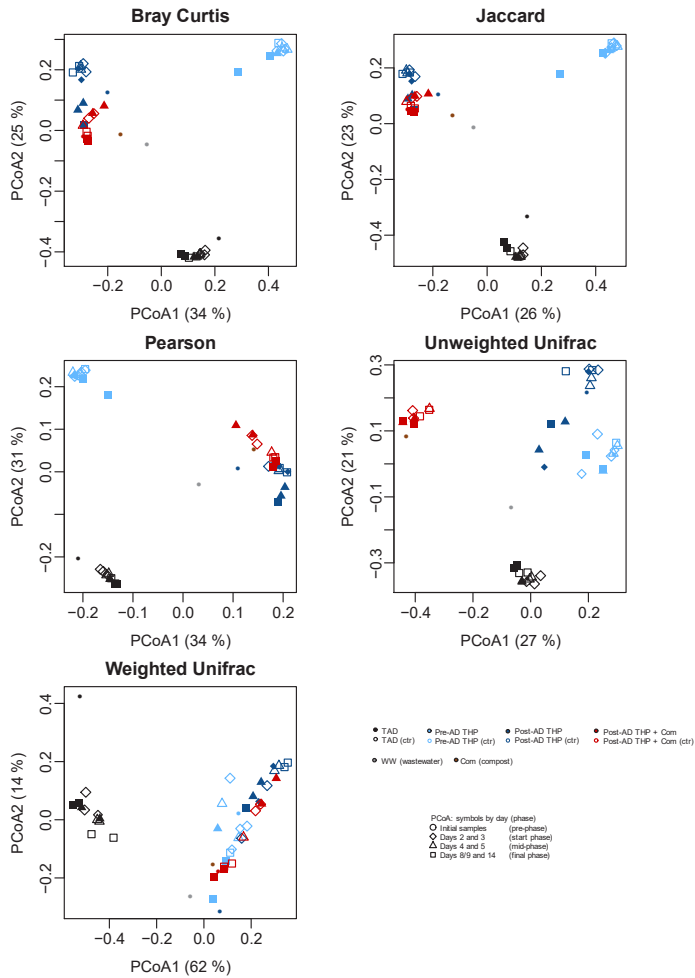 Bray Curtis
PCoA2 (25 %)
0.2
0.0
−0.2
−0.4
−0.2
0.0
0.2
0.4
PCoA1 (34 %)
Jaccard
PCoA2 (23 %)
0.2
0.0
−0.2
−0.4
−0.2
0.0
0.2
0.4
PCoA1 (26 %)
Pearson
PCoA2 (31 %)
0.2
0.0
−0.2
−0.2
−0.1
0.0
0.1
0.2
PCoA1 (34 %)
Unweighted Unifrac
PCoA2 (21 %)
0.3
0.1
−0.1
−0.3
−0.4
−0.2
0.0
0.2
PCoA1 (27 %)
Weighted Unifrac
PCoA2 (14 %)
0.4
0.2
0.0
−0.2
−0.4
−0.2
0.0
0.2
PCoA1 (62 %)
TAD Pre-AD THP Post-AD THP Post-AD THP + Com
TAD (ctr) Pre-AD THP (ctr) Post-AD THP (ctr) Post-AD THP + Com (ctr)
WW (wastewater) Com (compost)
PCoA: symbols by day (phase)
Initial samples (pre-phase)
Days 2 and 3 (start phase)
Days 4 and 5 (mid-phase)
Days 8/9 and 14 (final phase)